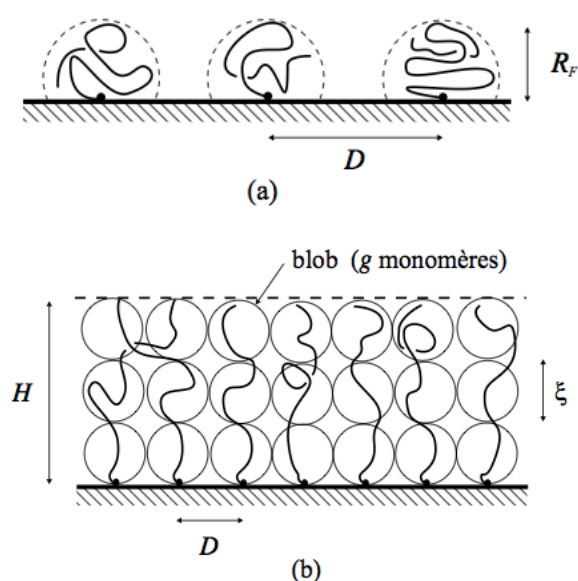 R_F
D
(a)
blob (g monomères)
H
ξ
D
(b)